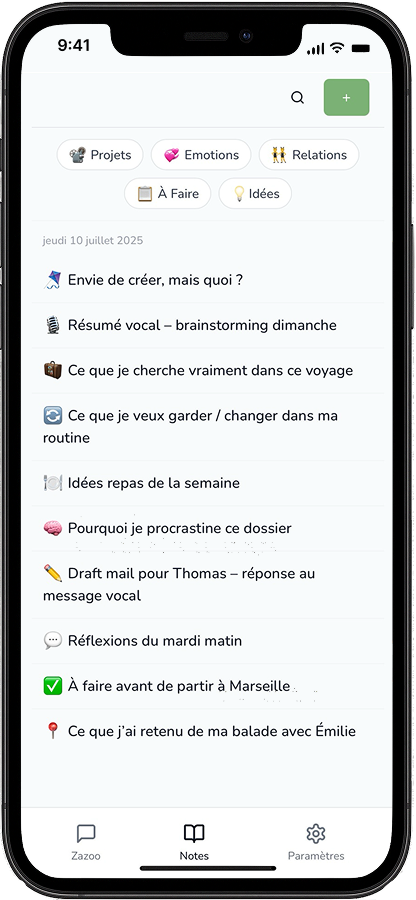 9:41
+
📽️ Projets 💞 Emotions 👯 Relations
📋 À Faire 💡 Idées
jeudi 10 juillet 2025
🪁 Envie de créer, mais quoi ?
🎙️ Résumé vocal – brainstorming dimanche
🧳 Ce que je cherche vraiment dans ce voyage
🔄 Ce que je veux garder / changer dans ma
routine
🍽️ Idées repas de la semaine
🧠 Pourquoi je procrastine ce dossier
✏️ Draft mail pour Thomas – réponse au
message vocal
💬 Réflexions du mardi matin
✅ À faire avant de partir à Marseille
📍 Ce que j’ai retenu de ma balade avec Émilie
Zazoo Notes Paramètres